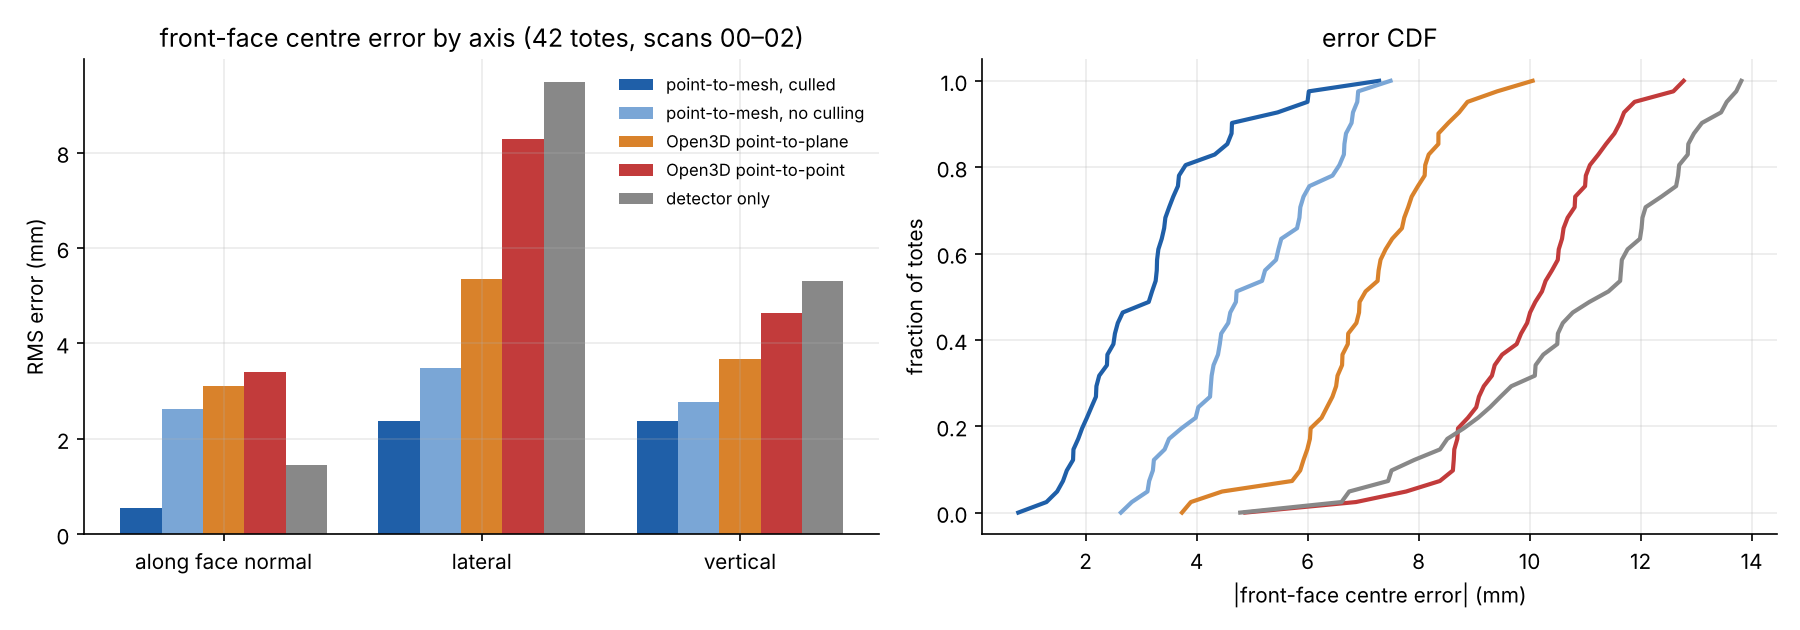 front-face centre error by axis (42 totes, scans 00–02)
RMS error (mm)
8
6
4
2
0
along face normal
lateral
vertical
point-to-mesh, culled
point-to-mesh, no culling
Open3D point-to-plane
Open3D point-to-point
detector only
error CDF
fraction of totes
1.0
0.8
0.6
0.4
0.2
0.0
2
4
6
8
10
12
14
|front-face centre error| (mm)